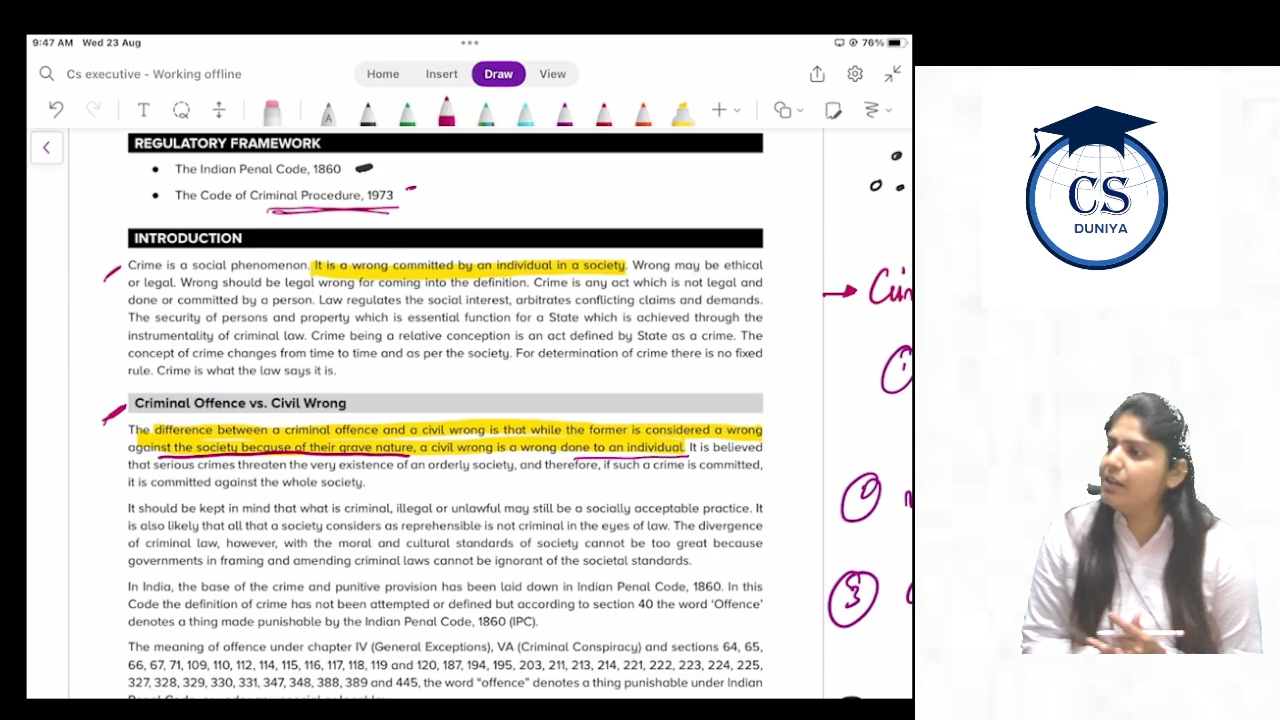 9:47 AM Wed 23 Aug
76%
Cs executive - Working offline
Home Insert Draw View
REGULATORY FRAMEWORK
• The Indian Penal Code, 1860
• The Code of Criminal Procedure, 1973
INTRODUCTION
Crime is a social phenomenon. It is a wrong committed by an individual in a society. Wrong may be ethical
or legal. Wrong should be legal wrong for coming into the definition. Crime is any act which is not legal and
done or committed by a person. Law regulates the social interest, arbitrates conflicting claims and demands.
The security of persons and property which is essential function for a State which is achieved through the
instrumentality of criminal law. Crime being a relative conception is an act defined by State as a crime. The
concept of crime changes from time to time and as per the society. For determination of crime there is no fixed
rule. Crime is what the law says it is.
Criminal Offence vs. Civil Wrong
The difference between a criminal offence and a civil wrong is that while the former is considered a wrong
against the society because of their grave nature, a civil wrong is a wrong done to an individual. It is believed
that serious crimes threaten the very existence of an orderly society, and therefore, if such a crime is committed,
it is committed against the whole society.
It should be kept in mind that what is criminal, illegal or unlawful may still be a socially acceptable practice. It
is also likely that all that a society considers as reprehensible is not criminal in the eyes of law. The divergence
of criminal law, however, with the moral and cultural standards of society cannot be too great because
governments in framing and amending criminal laws cannot be ignorant of the societal standards.
In India, the base of the crime and punitive provision has been laid down in Indian Penal Code, 1860. In this
Code the definition of crime has not been attempted or defined but according to section 40 the word 'Offence'
denotes a thing made punishable by the Indian Penal Code, 1860 (IPC).
The meaning of offence under chapter IV (General Exceptions), VA (Criminal Conspiracy) and sections 64, 65,
66, 67, 71, 109, 110, 112, 114, 115, 116, 117, 118, 119 and 120, 187, 194, 195, 203, 211, 213, 214, 221, 222, 223, 224, 225,
327, 328, 329, 330, 331, 347, 348, 388, 389 and 445, the word "offence" denotes a thing punishable under Indian
CS
DUNIYA